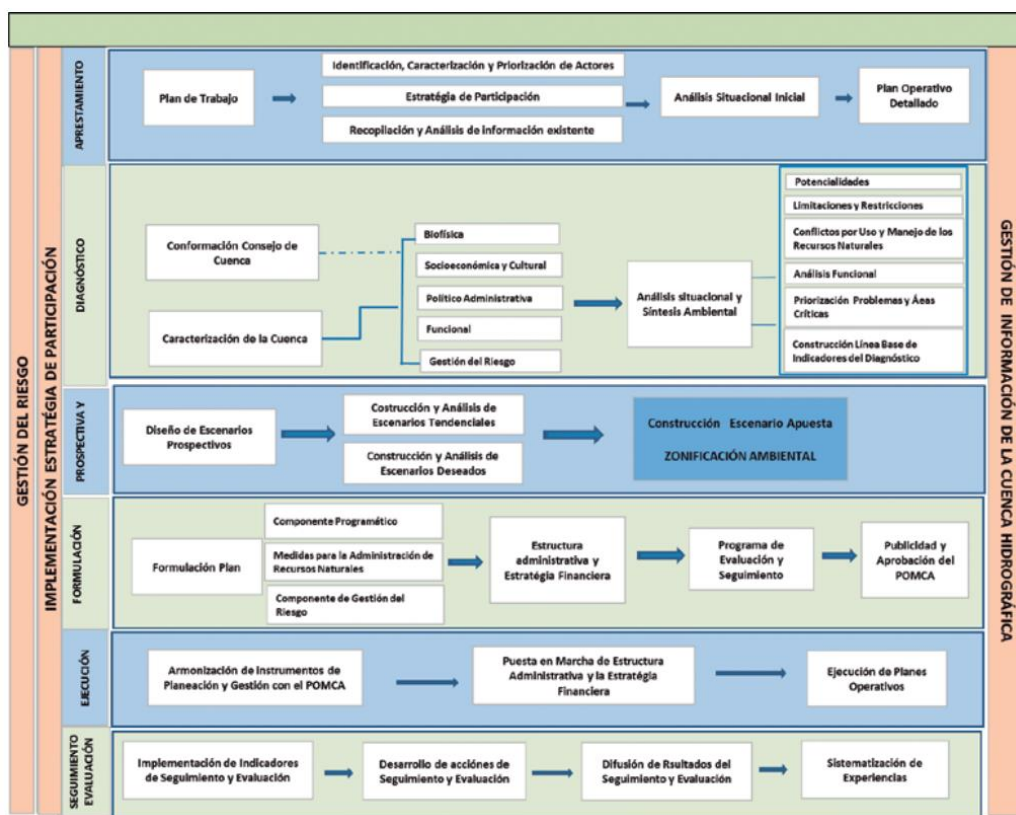 GESTIÓN DEL RIESGO
IMPLEMENTACIÓN ESTRATÉGIA DE PARTICIPACIÓN
APRESTAMIENTO
Plan de Trabajo
Identificación, Caracterización y Priorización de Actores
Estratégia de Participación
Recopilación y Análisis de información existente
Análisis Situacional Inicial
Plan Operativo
Detallado
DIAGNÓSTICO
Conformación Consejo de
Cuenca
Caracterización de la Cuenca
Biofísica
Socioeconómica y Cultural
Político Administrativa
Funcional
Gestión del Riesgo
Análisis situacional y
Síntesis Ambiental
Potencialidades
Limitaciones y Restricciones
Conflictos por Uso y Manejo de los
Recursos Naturales
Análisis Funcional
Priorización Problemas y Áeas
Críticas
Construcción Línea Base de
Indicadores del Diagnóstico
PROSPECTIVA Y
Diseño de Escenarios
Prospectivos
Costrucción y Análisis de
Escenarios Tendenciales
Construcción y Análisis de
Escenarios Deseados
Construcción Escenario Apuesta
ZONIFICACIÓN AMBIENTAL
FORMULACIÓN
Formulación Plan
Componente Programético
Medidas para la Administración de
Recursos Naturales
Componente de Gestión del
Riesgo
Estructura
administrativa y
Estratégia Financiera
Programa de
Evaluación y
Seguimiento
Publicidad y
Aprobación del
POMCA
EJECUCIÓN
Armonización de Instrumentos de
Planeación y Gestión con el POMCA
Puesta en Marcha de Estructura
Administrativa y la Estratégia
Financiera
Ejecución de Planes
Operativos
SEGUIMIENTO
EVALUACIÓN
Implementación de Indicadores
de Seguimiento y Evaluación
Desarrollo de acciónes de
Seguimiento y Evaluación
Difusión de Rsultados del
Seguimiento y Evaluación
Sistematización de
Experiencias
GESTIÓN DE INFORMACIÓN DE LA CUENCA HIDROGRÁFICA